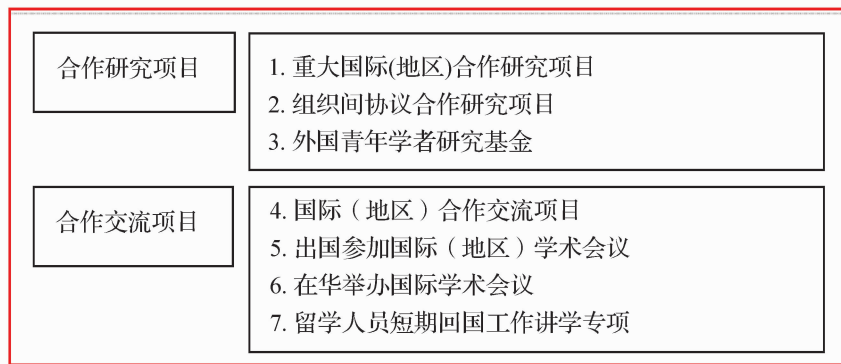 合作研究项目
1. 重大国际(地区)合作研究项目
2. 组织间协议合作研究项目
3. 外国青年学者研究基金
合作交流项目
4. 国际（地区）合作交流项目
5. 出国参加国际（地区）学术会议
6. 在华举办国际学术会议
7. 留学人员短期回国工作讲学专项